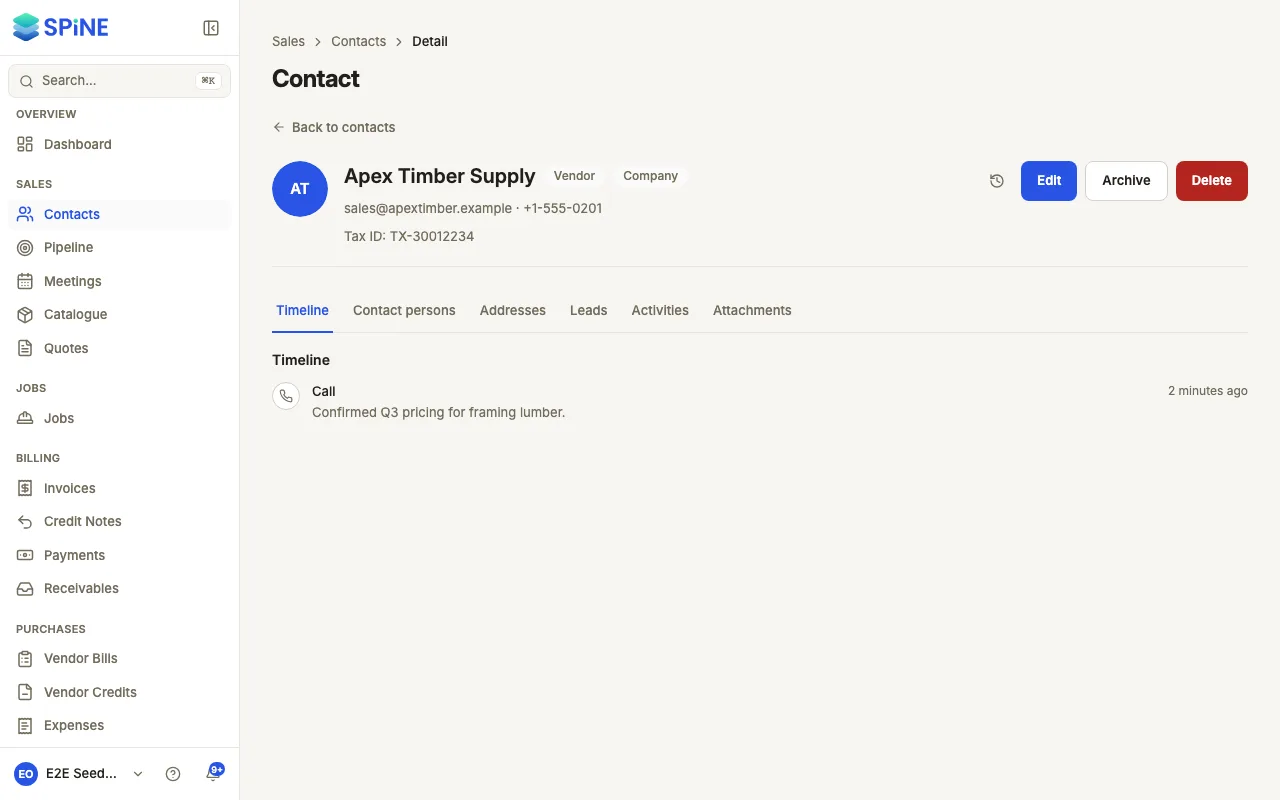 SPiNE
Search...
⌘K
OVERVIEW
Dashboard
SALES
Contacts
Pipeline
Meetings
Catalogue
Quotes
JOBS
Jobs
BILLING
Invoices
Credit Notes
Payments
Receivables
PURCHASES
Vendor Bills
Vendor Credits
Expenses
EO
E2E Seed...
9+
Sales > Contacts > Detail
Contact
Back to contacts
AT
Apex Timber Supply Vendor Company
sales@apextimber.example · +1-555-0201
Tax ID: TX-30012234
Edit Archive Delete
Timeline Contact persons Addresses Leads Activities Attachments
Timeline
Call 2 minutes ago
Confirmed Q3 pricing for framing lumber.